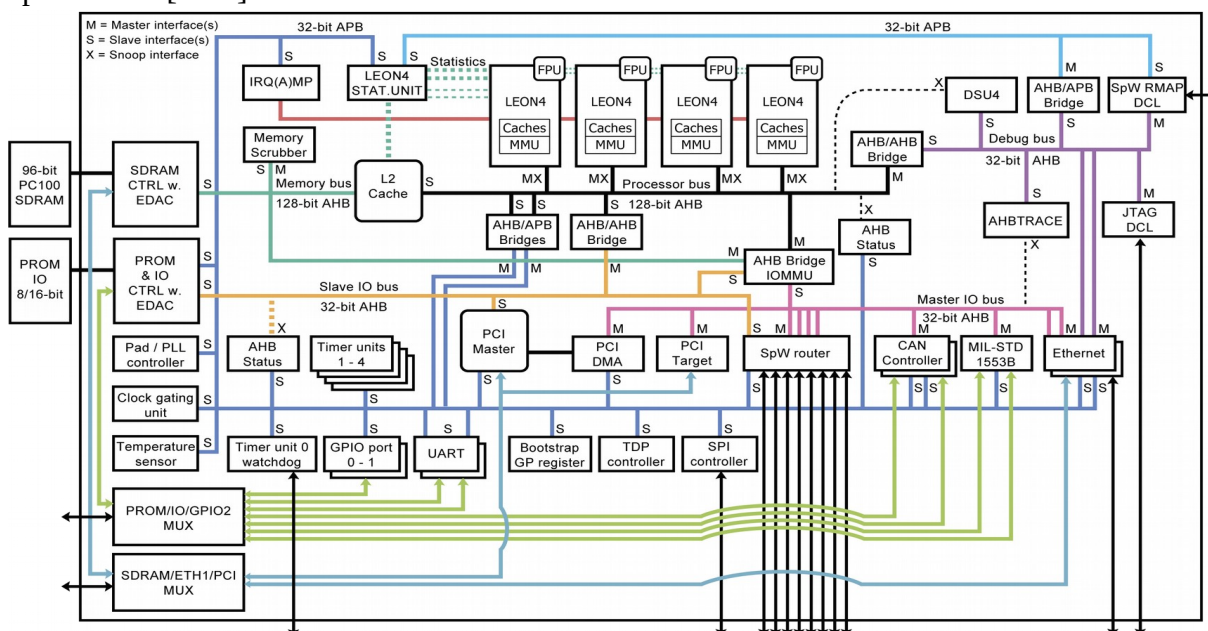 M = Master interface(s)
S = Slave interface(s)
X = Snoop interface
32-bit APB
32-bit APB
S
S
S
M
S
IRQ(A)MP
LEON4
STAT.UNIT
Statistics
FPU
FPU
FPU
FPU
LEON4
LEON4
LEON4
LEON4
Caches
MMU
Caches
MMU
Caches
MMU
Caches
MMU
X
DSU4
AHB/APB
Bridge
SpW RMAP
DCL
S
S
M
Debug bus
32-bit AHB
Memory
Scrubber
S
M
AHB/AHB
Bridge
S
M
96-bit
PC100
SDRAM
SDRAM
CTRL w.
EDAC
S
Memory bus
128-bit AHB
L2
Cache
S
MX
MX
MX
MX
Processor bus
128-bit AHB
S
S
S
AHB/APB
Bridges
AHB/AHB
Bridge
M
M
M
M
M
AHB Bridge
IOMMU
S
S
X
AHB
Status
S
S
AHBTRACE
X
M
JTAG
DCL
PROM
IO
8/16-bit
PROM
& IO
CTRL w.
EDAC
S
S
Slave IO bus
32-bit AHB
Master IO bus
32-bit AHB
X
AHB
Status
S
Timer units
1 - 4
S
PCI
Master
S
M
PCI
DMA
S
M
PCI
Target
S
M
SpW router
S
M
CAN
Controller
S
S
M
MIL-STD
1553B
S
M
Ethernet
S
S
Pad / PLL
controller
S
Clock gating
unit
S
Temperature
sensor
S
S
Timer unit 0
watchdog
S
GPIO port
0 - 1
S
S
UART
S
Bootstrap
GP register
S
TDP
controller
S
SPI
controller
PROM/IO/GPIO2
MUX
SDRAM/ETH1/PCI
MUX